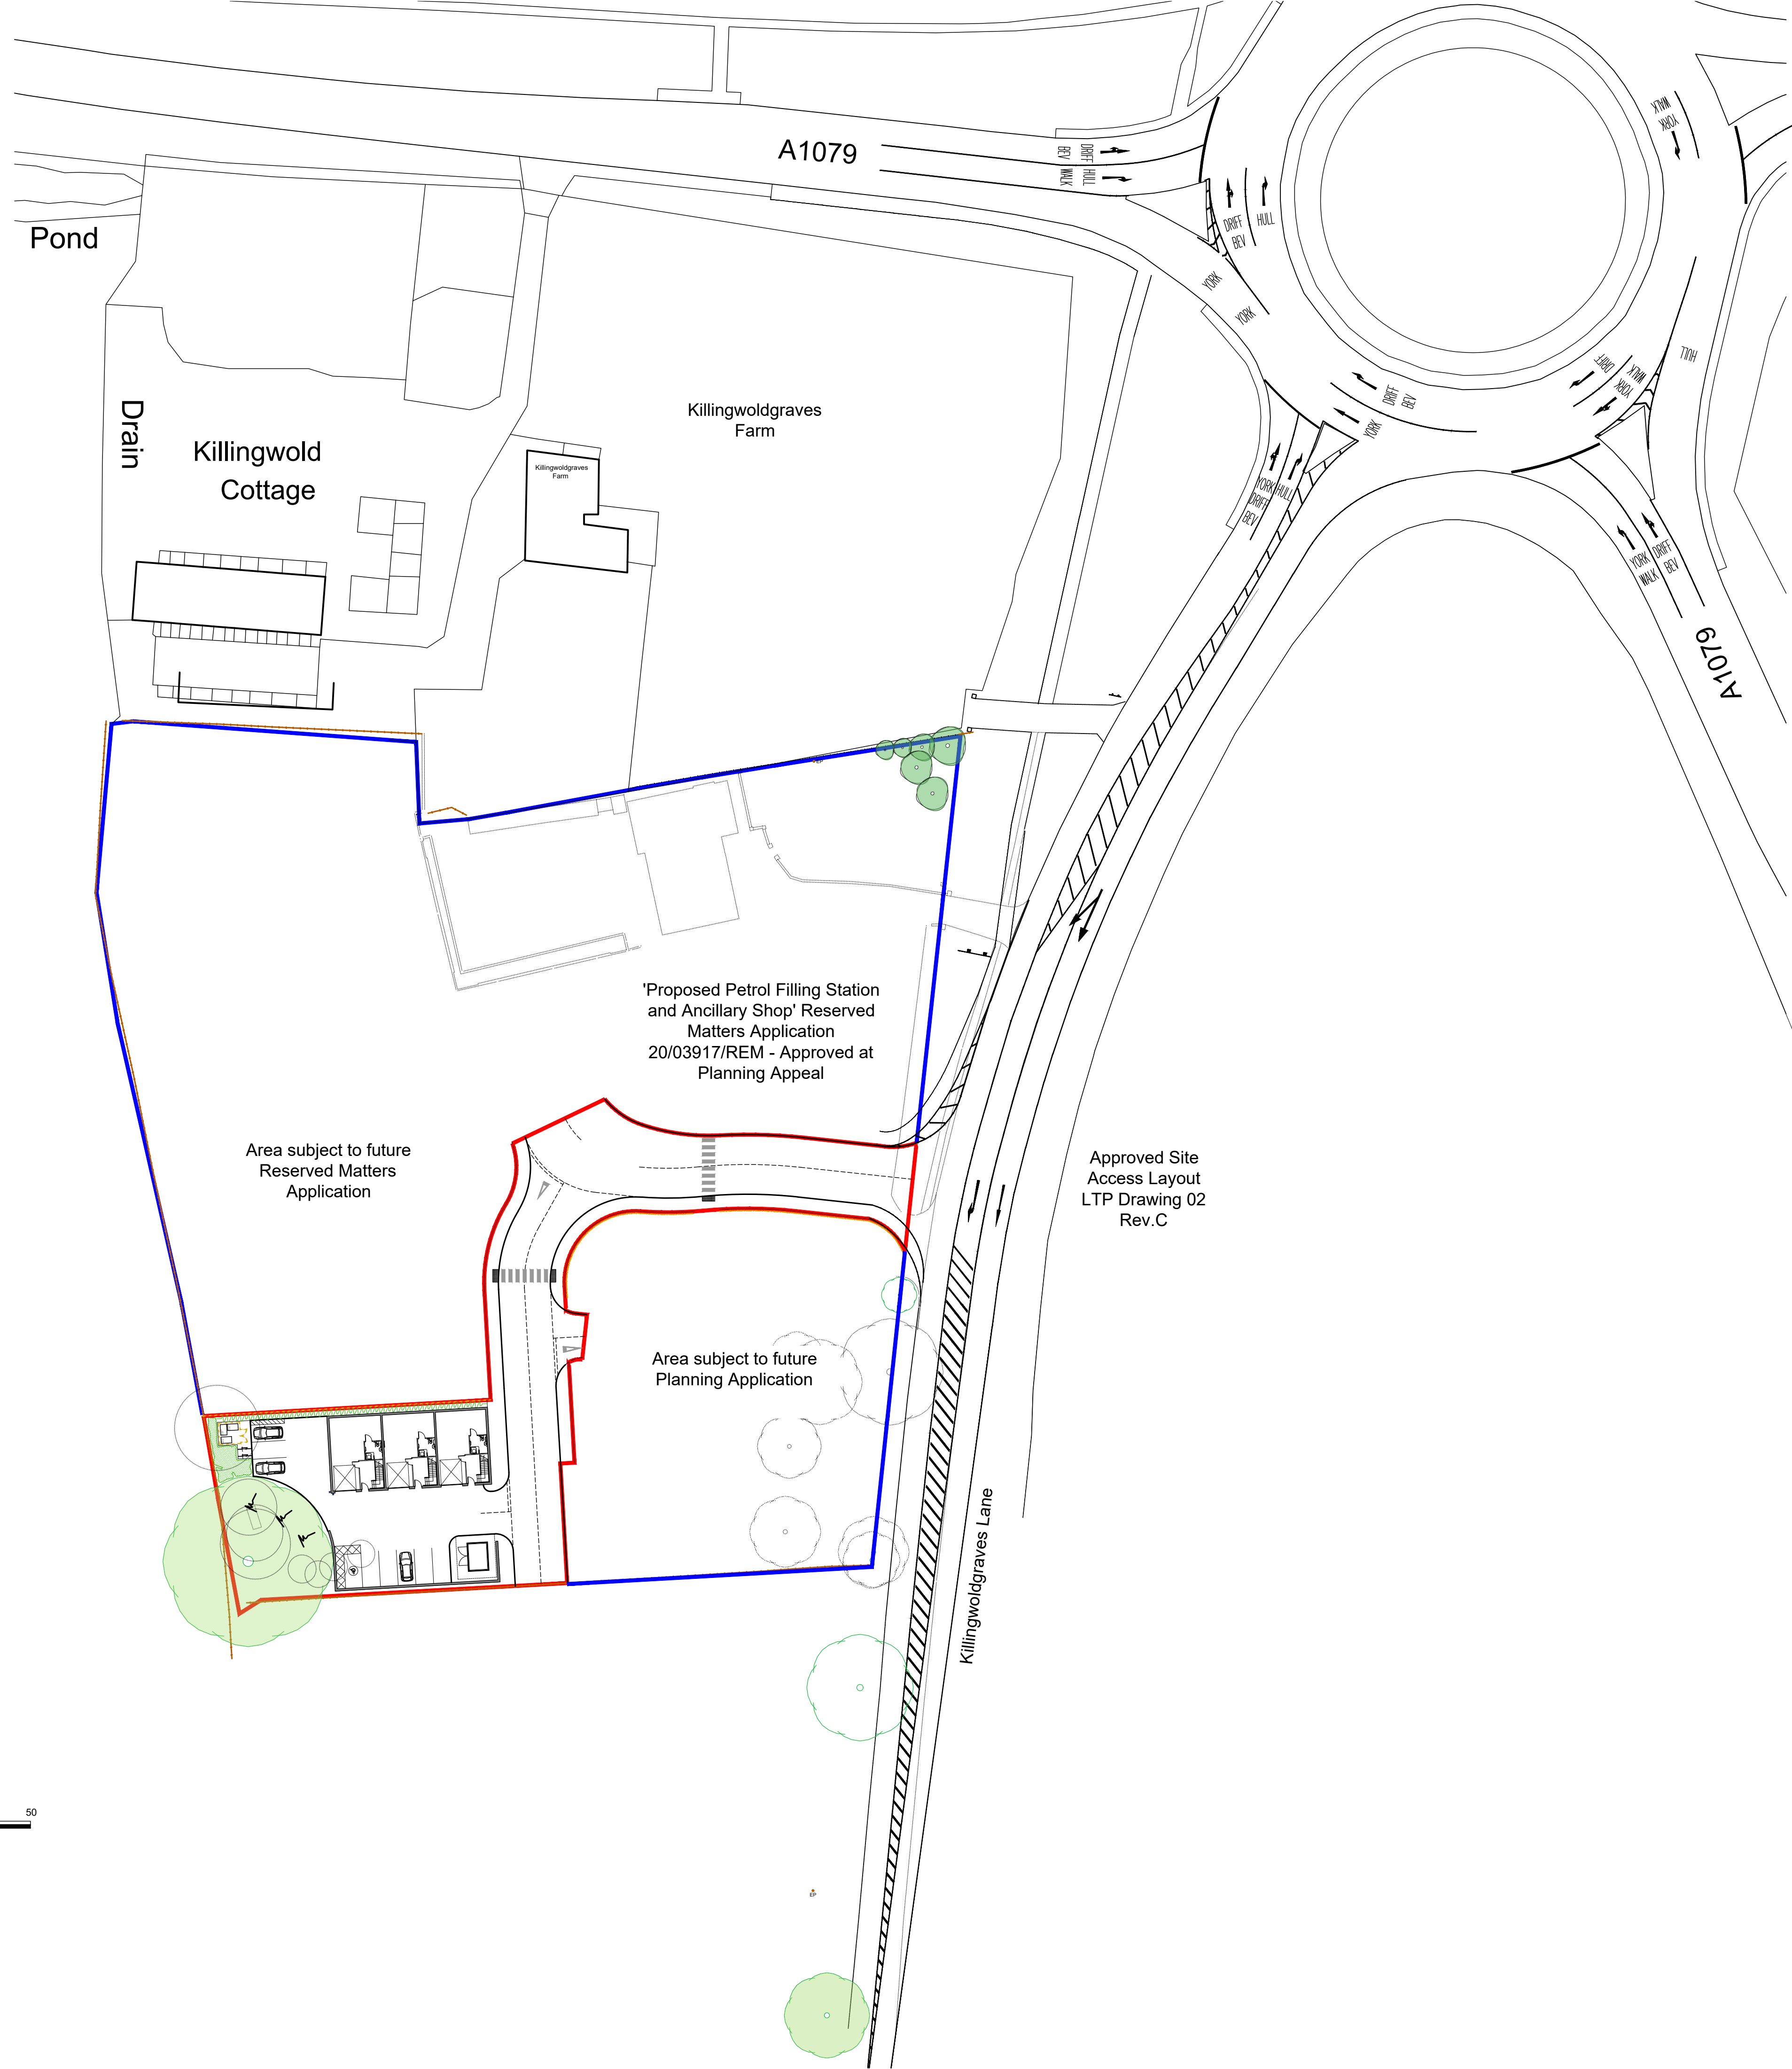 A1079
DRIFF HULL
BEV WALK
WALK
YORK
DRIFF HULL
BEV
Pond
YORK
YORK
HULL
DRIFF
WALK
YORK
DRIFF
BEV
YORK
Drain
Killingwold
Cottage
Killingwoldgraves
Farm
Killingwoldgraves
Farm
YORK HULL
DRIFF
BEV
YORK DRIFF
WALK BEV
A1079
'Proposed Petrol Filling Station
and Ancillary Shop' Reserved
Matters Application
20/03917/REM - Approved at
Planning Appeal
Area subject to future
Reserved Matters
Application
Approved Site
Access Layout
LTP Drawing 02
Rev.C
Area subject to future
Planning Application
Killingwoldgraves Lane
50
EP